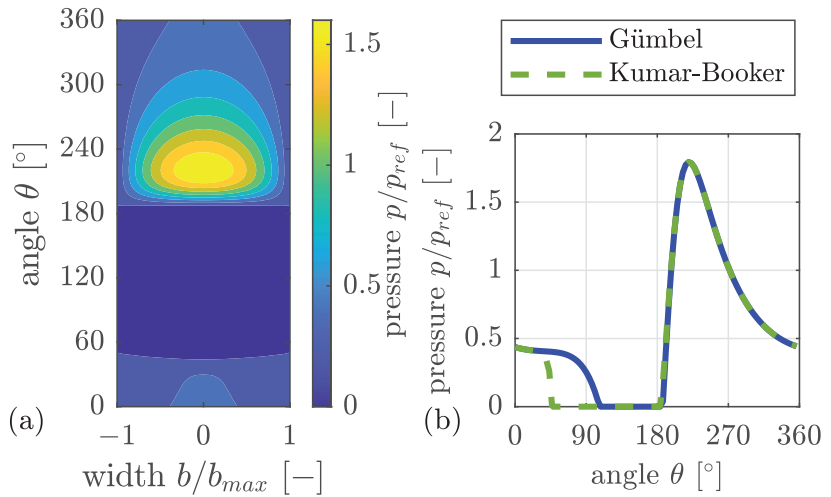 360
300
240
180
120
60
0
angle θ [°]
−1
0
1
width b/b_max [−]
(a)
1.5
1
0.5
0
pressure p/p_ref [−]
Gümbel
Kumar-Booker
2
1.5
1
0.5
0
pressure p/p_ref [−]
0
90
180
270
360
angle θ [°]
(b)